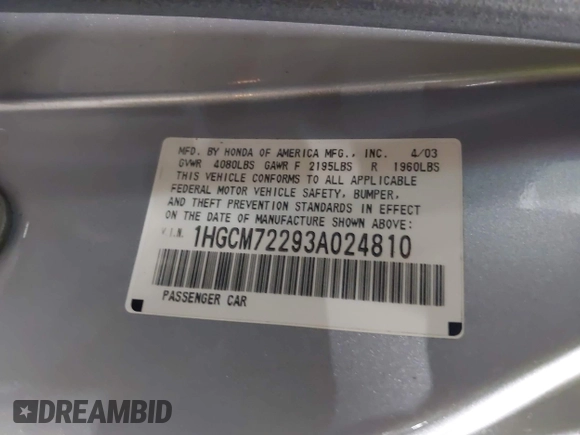 MFD. BY HONDA OF AMERICA MFG., INC. 4/03
GVWR 4080LBS GAWR F 2195LBS R 1960LBS
THIS VEHICLE CONFORMS TO ALL APPLICABLE
FEDERAL MOTOR VEHICLE SAFETY, BUMPER,
AND THEFT PREVENTION STANDARDS IN EFFECT
ON THE DATE OF MANUFACTURE SHOWN ABOVE:
V.I.N. 1HGCM72293A024810
PASSENGER CAR
DREAMBID